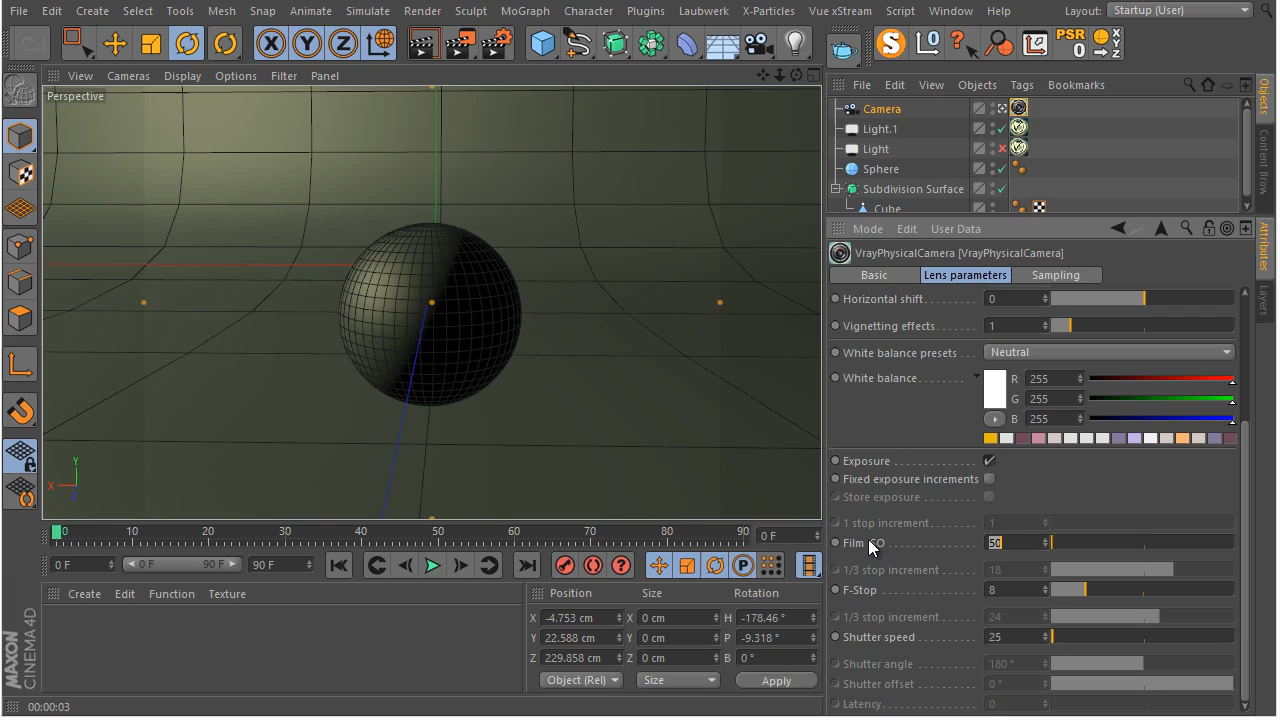 File Edit Create Select Tools Mesh Snap Animate Simulate Render Sculpt MoGraph Character Plugins Laubwerk X-Particles Vue xStream Script Window Help Layout: Startup (User)
X Y Z S 0 ? PSR 0 X Y Z
View Cameras Display Options Filter Panel
File Edit View Objects Tags Bookmarks
Perspective
Camera
Light.1
Light
Sphere
Subdivision Surface
Cube
Objects
Content Brow
Mode Edit User Data
VrayPhysicalCamera [VrayPhysicalCamera]
Basic Lens parameters Sampling
Attributes
Layers
Horizontal shift 0
Vignetting effects 1
White balance presets Neutral
White balance R 255
G 255
B 255
Exposure
Fixed exposure increments
Store exposure
1 stop increment 1
Film 50
1/3 stop increment 18
F-Stop 8
1/3 stop increment 24
Shutter speed 25
Shutter angle 180 °
Shutter offset 0 °
Latency 0
Y
X Z
0 10 20 30 40 50 60 70 80 90 0 F
0 F 0 F 90 F 90 F
P
Create Edit Function Texture
Position Size Rotation
X -4.753 cm X 0 cm H -178.46 °
Y 22.588 cm Y 0 cm P -9.318 °
Z 229.858 cm Z 0 cm B 0 °
Object (Rel) Size Apply
MAXON
CINEMA 4D
00:00:03